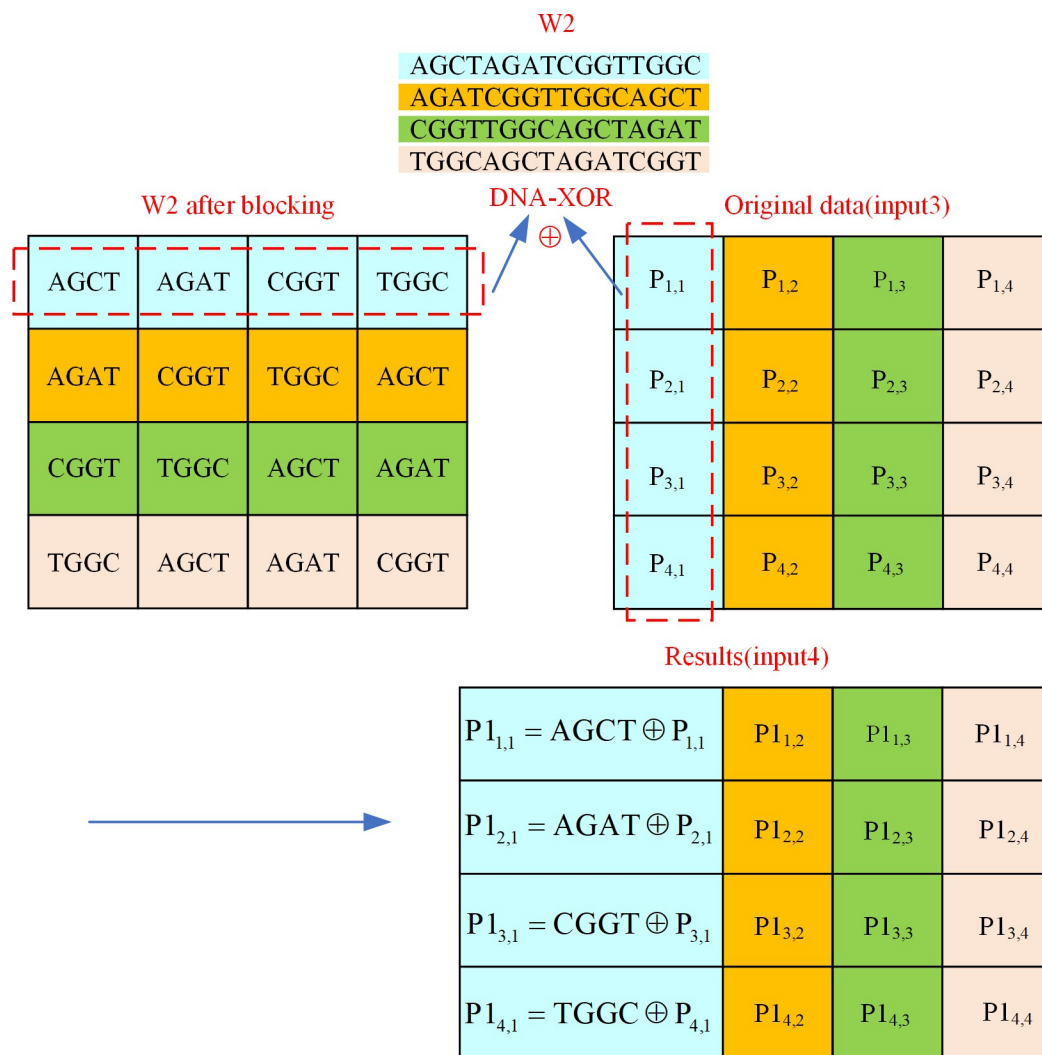 W2
AGCTAGATCGGTTGGC
AGATCGGTTGGCAGCT
CGGTTGGCAGCTAGAT
TGGCAGCTAGATCGGT
W2 after blocking
DNA-XOR
⊕
Original data(input3)
AGCT AGAT CGGT TGGC
AGAT CGGT TGGC AGCT
CGGT TGGC AGCT AGAT
TGGC AGCT AGAT CGGT
P1,1 P1,2 P1,3 P1,4
P2,1 P2,2 P2,3 P2,4
P3,1 P3,2 P3,3 P3,4
P4,1 P4,2 P4,3 P4,4
Results(input4)
P11,1 = AGCT ⊕ P1,1 P11,2 P11,3 P11,4
P12,1 = AGAT ⊕ P2,1 P12,2 P12,3 P12,4
P13,1 = CGGT ⊕ P3,1 P13,2 P13,3 P13,4
P14,1 = TGGC ⊕ P4,1 P14,2 P14,3 P14,4